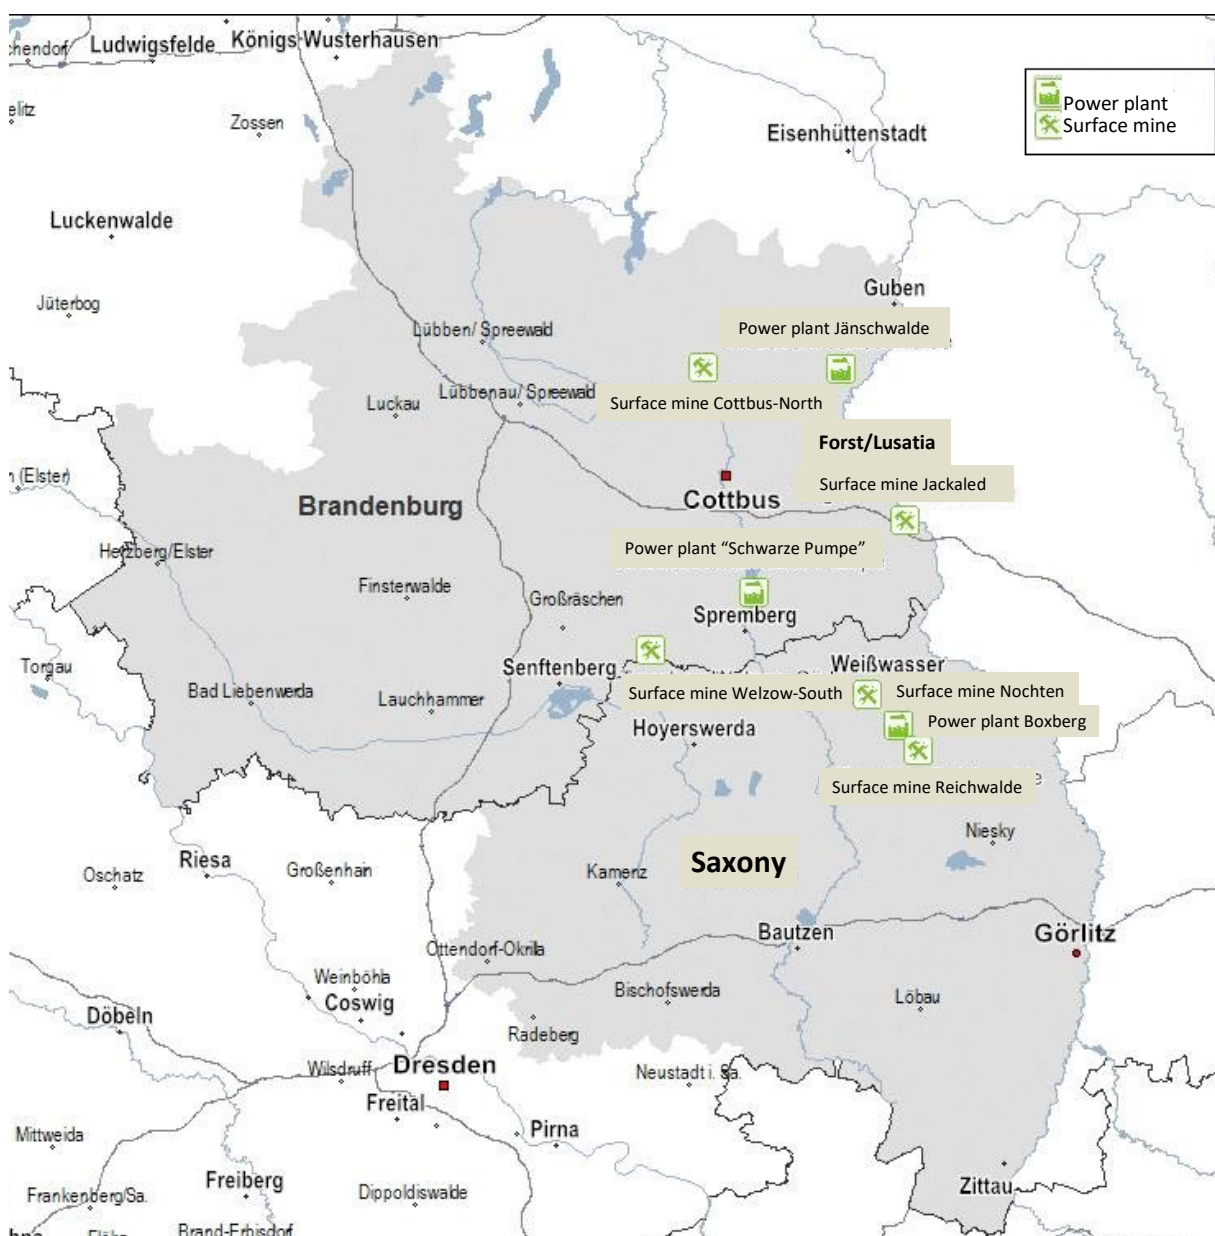 chendorf
Ludwigsfelde
Königs-Wusterhausen
Power plant
Surface mine
elitz
Zossen
Eisenhüttenstadt
Luckenwalde
Guben
Jüterbog
Lübben/ Spreewald
Power plant Jänschwalde
Lübbenau/ Spreewald
Luckau
Surface mine Cottbus-North
Forst/Lusatia
n (Elster)
Surface mine Jackaled
Brandenburg
Cottbus
Herzberg/Elster
Power plant “Schwarze Pumpe”
Finsterwalde
Großräschen
Spremberg
Torgau
Senftenberg
Weißwasser
Bad Liebenwerda
Lauchhammer
Surface mine Welzow-South
Surface mine Nochten
Hoyerswerda
Power plant Boxberg
Surface mine Reichwalde
Niesky
Riesa
Großenhain
Saxony
Oschatz
Kamenz
Bautzen
Görlitz
Ottendorf-Okrilla
Weinböhla
Coswig
Bischofswerda
Löbau
Döbeln
Radeberg
Wilsdruff
Dresden
Neustadt i. Sa.
Freital
Mittweida
Pirna
Freiberg
Dippoldiswalde
Zittau
Frankenberg/Sa.
Brand-Erbisdorf